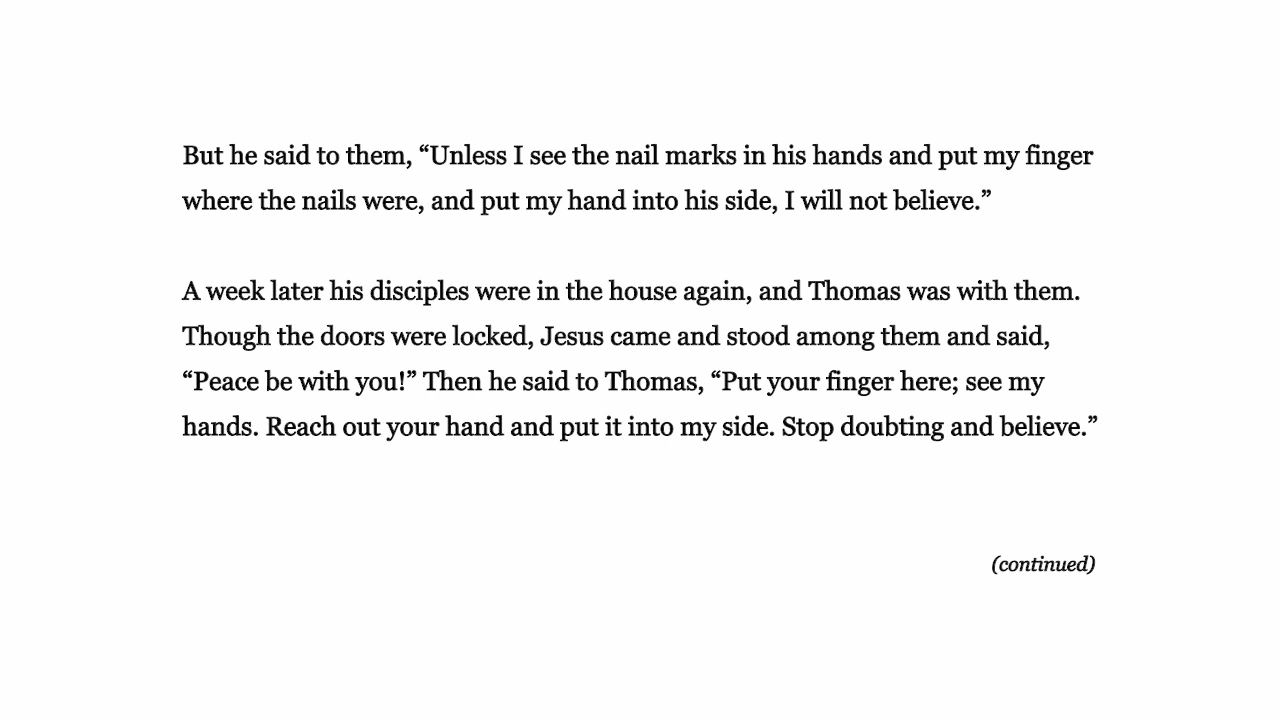 But he said to them, “Unless I see the nail marks in his hands and put my finger
where the nails were, and put my hand into his side, I will not believe.”
A week later his disciples were in the house again, and Thomas was with them.
Though the doors were locked, Jesus came and stood among them and said,
“Peace be with you!” Then he said to Thomas, “Put your finger here; see my
hands. Reach out your hand and put it into my side. Stop doubting and believe.”
(continued)